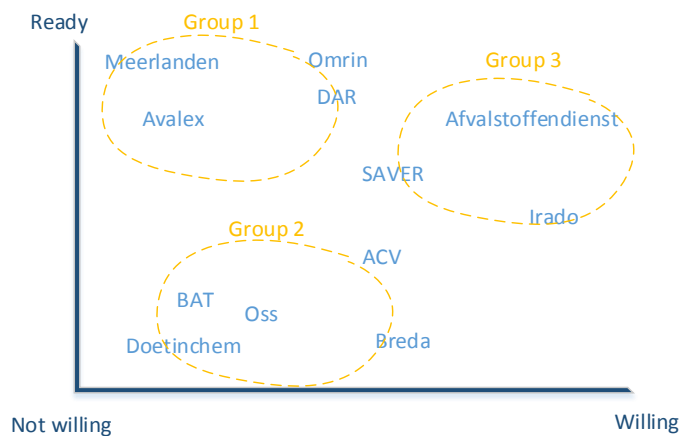 Ready
Group 1
Meerlanden
Omrin
Group 3
DAR
Avalex
Afvalstoffendienst
SAVER
Irado
Group 2
ACV
BAT
Oss
Doetinchem
Breda
Not willing
Willing